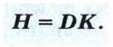 H = DK.